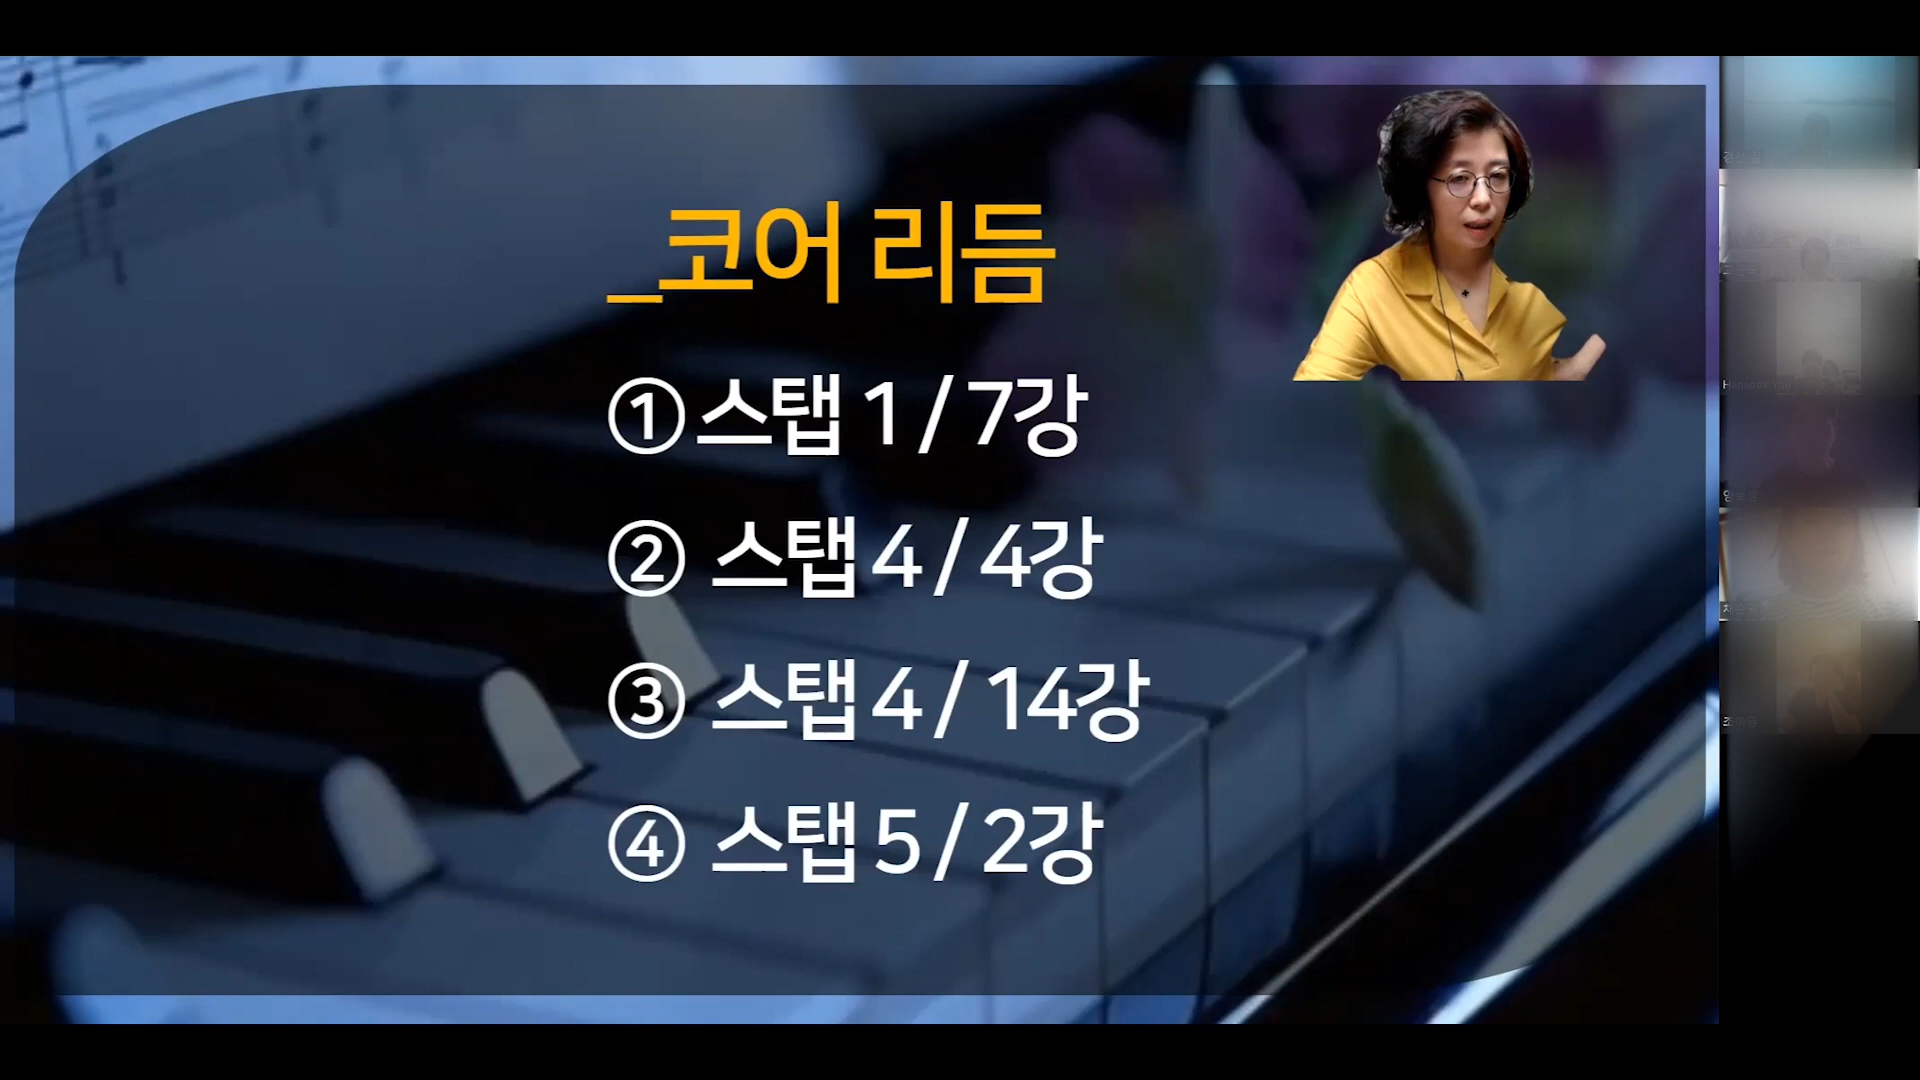 _코어 리듬
① 스탭 1 / 7강
② 스탭 4 / 4강
③ 스탭 4 / 14강
④ 스탭 5 / 2강